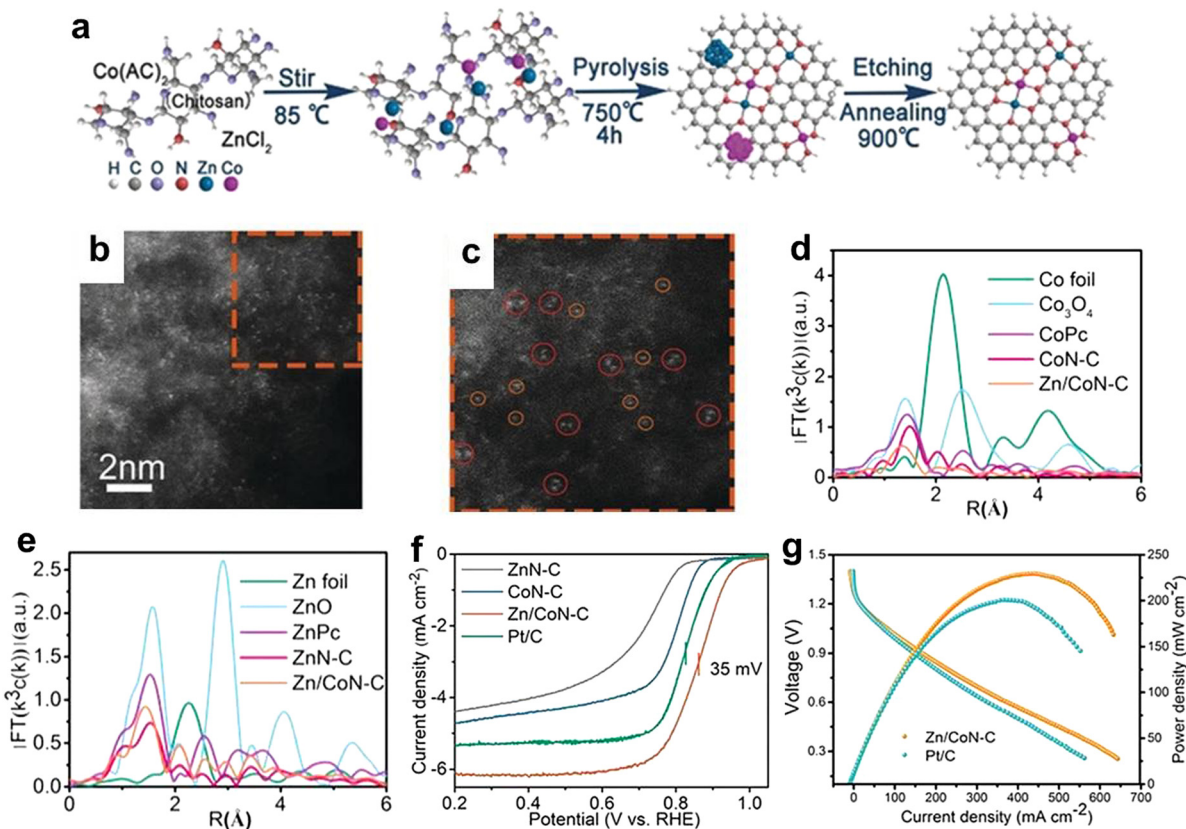 a
Co(AC)2
(Chitosan)
ZnCl2
H C O N Zn Co
Stir
85 ℃
Pyrolysis
750℃
4h
Etching
Annealing
900℃
b
2nm
c
d
|FT(k3c(k))|(a.u.)
4
3
2
1
0
Co foil
Co3O4
CoPc
CoN-C
Zn/CoN-C
0 2 4 6
R(Å)
e
|FT(k3c(k))|(a.u.)
2.5
2.0
1.5
1.0
0.5
0.0
Zn foil
ZnO
ZnPc
ZnN-C
Zn/CoN-C
0 2 4 6
R(Å)
f
Current density (mA cm-2)
0
-2
-4
-6
ZnN-C
CoN-C
Zn/CoN-C
Pt/C
35 mV
0.2 0.4 0.6 0.8 1.0
Potential (V vs. RHE)
g
Voltage (V)
1.5
1.2
0.9
0.6
0.3
Zn/CoN-C
Pt/C
0 100 200 300 400 500 600 700
Current density (mA cm-2)
250
200
150
100
50
0
Power density (mW cm-2)